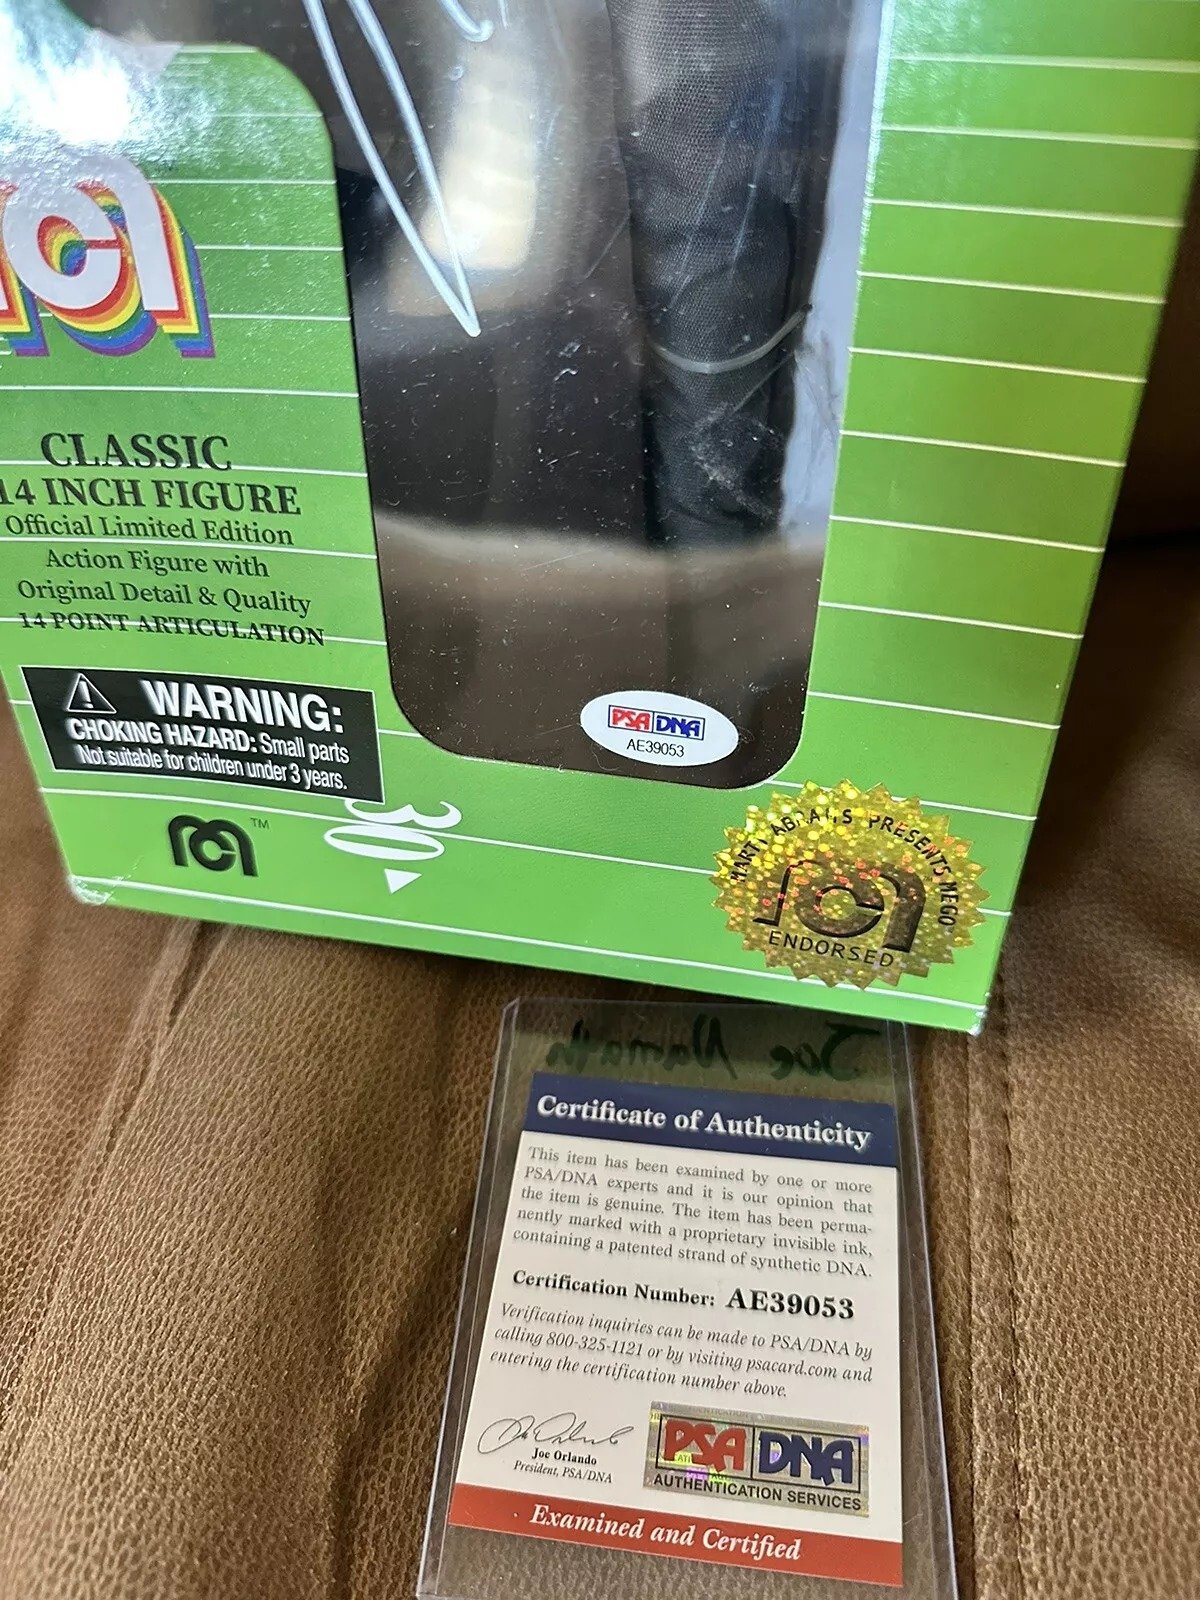 CLASSIC
14 INCH FIGURE
Official Limited Edition
Action Figure with
Original Detail & Quality
14 POINT ARTICULATION
WARNING:
CHOKING HAZARD: Small parts
Not suitable for children under 3 years.
TM
PSA DNA
AE39053
MARTY ABRAMS PRESENTS MEGO
ENDORSED
Joe Namath
Certificate of Authenticity
This item has been examined by one or more
PSA/DNA experts and it is our opinion that
the item is genuine. The item has been perma-
nently marked with a proprietary invisible ink,
containing a patented strand of synthetic DNA.
Certification Number: AE39053
Verification inquiries can be made to PSA/DNA by
calling 800-325-1121 or by visiting psacard.com and
entering the certification number above.
Joe Orlando
President, PSA/DNA
PSA DNA
AUTHENTICATION SERVICES
Examined and Certified